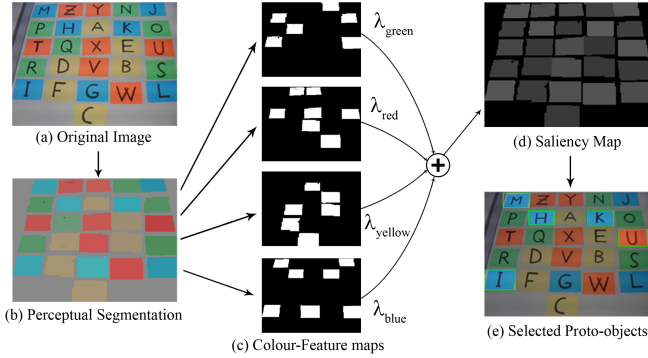 M Z Y N J
P H A K O
T Q X E U
R D V B S
I F G W L
C
(a) Original Image
(b) Perceptual Segmentation
λgreen
λred
λyellow
λblue
+
(c) Colour-Feature maps
(d) Saliency Map
M Z Y N J
P H A K O
T Q X E U
R D V B S
I F G W L
C
(e) Selected Proto-objects